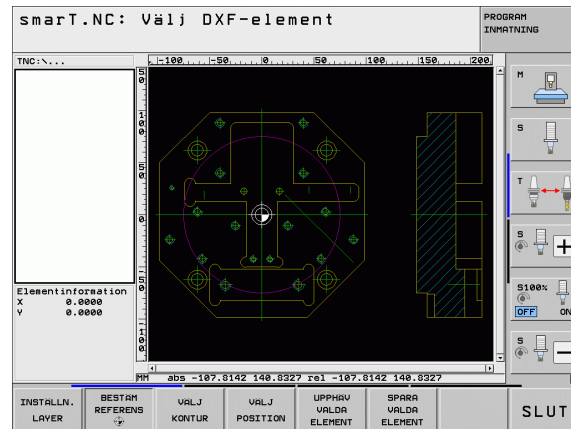 smarT.NC: Välj DXF-element
PROGRAM
INMATNING
TNC:\...
-100 -50 0 50 100 150 200
M
S
T
S
S100%
OFF ON
S
Elementinformation
X 0.0000
Y 0.0000
MM abs -107.8142 140.8327 rel -107.8142 140.8327
INSTALLN.
LAYER
BESTAM
REFERENS
VALJ
KONTUR
VALJ
POSITION
UPPHAV
VALDA
ELEMENT
SPARA
VALDA
ELEMENT
SLUT